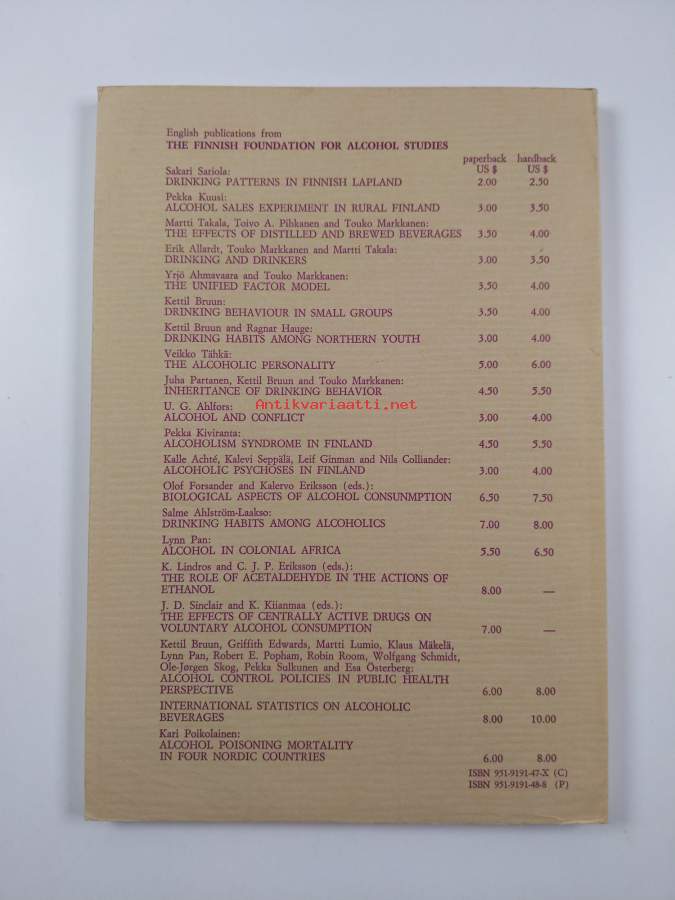 English publications from
THE FINNISH FOUNDATION FOR ALCOHOL STUDIES
paperback hardback
US $ US $
Sakari Sariola:
DRINKING PATTERNS IN FINNISH LAPLAND 2.00 2.50
Pekka Kuusi:
ALCOHOL SALES EXPERIMENT IN RURAL FINLAND 3.00 3.50
Martti Takala, Toivo A. Pihkanen and Touko Markkanen:
THE EFFECTS OF DISTILLED AND BREWED BEVERAGES 3.50 4.00
Erik Allardt, Touko Markkanen and Martti Takala:
DRINKING AND DRINKERS 3.00 3.50
Yrjö Ahmavaara and Touko Markkanen:
THE UNIFIED FACTOR MODEL 3.50 4.00
Kettil Bruun:
DRINKING BEHAVIOUR IN SMALL GROUPS 3.50 4.00
Kettil Bruun and Ragnar Hauge:
DRINKING HABITS AMONG NORTHERN YOUTH 3.00 4.00
Veikko Tähkä:
THE ALCOHOLIC PERSONALITY 5.00 6.00
Juha Partanen, Kettil Bruun and Touko Markkanen:
INHERITANCE OF DRINKING BEHAVIOR 4.50 5.50
Antikvariaatti.net
U. G. Ahlfors:
ALCOHOL AND CONFLICT 3.00 4.00
Pekka Kiviranta:
ALCOHOLISM SYNDROME IN FINLAND 4.50 5.50
Kalle Achté, Kalevi Seppälä, Leif Ginman and Nils Colliander:
ALCOHOLIC PSYCHOSES IN FINLAND 3.00 4.00
Olof Forsander and Kalervo Eriksson (eds.):
BIOLOGICAL ASPECTS OF ALCOHOL CONSUNMPTION 6.50 7.50
Salme Ahlström-Laakso:
DRINKING HABITS AMONG ALCOHOLICS 7.00 8.00
Lynn Pan:
ALCOHOL IN COLONIAL AFRICA 5.50 6.50
K. Lindros and C. J. P. Eriksson (eds.):
THE ROLE OF ACETALDEHYDE IN THE ACTIONS OF
ETHANOL 8.00 —
J. D. Sinclair and K. Kiianmaa (eds.):
THE EFFECTS OF CENTRALLY ACTIVE DRUGS ON
VOLUNTARY ALCOHOL CONSUMPTION 7.00 —
Kettil Bruun, Griffith Edwards, Martti Lumio, Klaus Mäkelä,
Lynn Pan, Robert E. Popham, Robin Room, Wolfgang Schmidt,
Ole-Jørgen Skog, Pekka Sulkunen and Esa Österberg:
ALCOHOL CONTROL POLICIES IN PUBLIC HEALTH
PERSPECTIVE 6.00 8.00
INTERNATIONAL STATISTICS ON ALCOHOLIC
BEVERAGES 8.00 10.00
Kari Poikolainen:
ALCOHOL POISONING MORTALITY
IN FOUR NORDIC COUNTRIES 6.00 8.00
ISBN 951-9191-47-X (C)
ISBN 951-9191-48-8 (P)